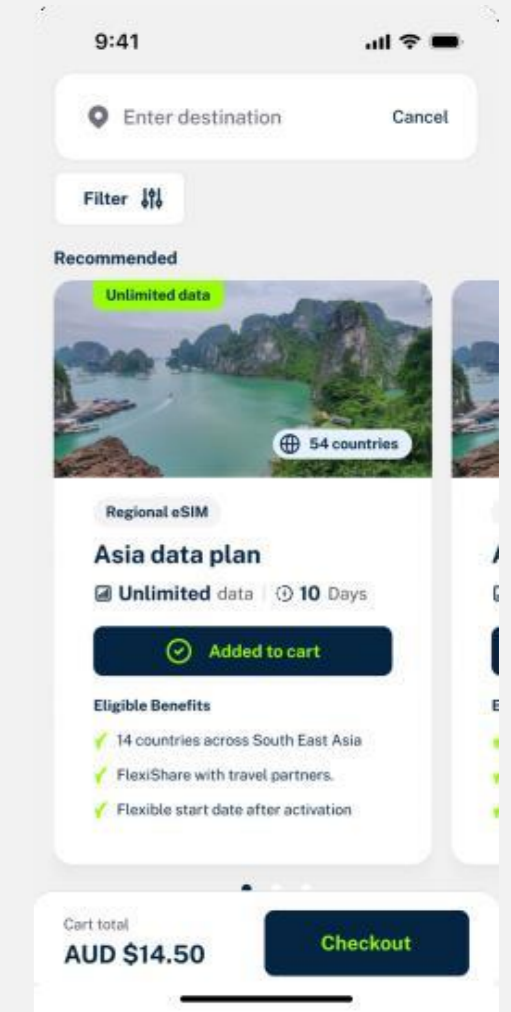 9:41
Enter destination Cancel
Filter
Recommended
Unlimited data
54 countries
Regional eSIM
Asia data plan
Unlimited data 10 Days
Added to cart
Eligible Benefits
14 countries across South East Asia
FlexiShare with travel partners.
Flexible start date after activation
Cart total
AUD $14.50
Checkout